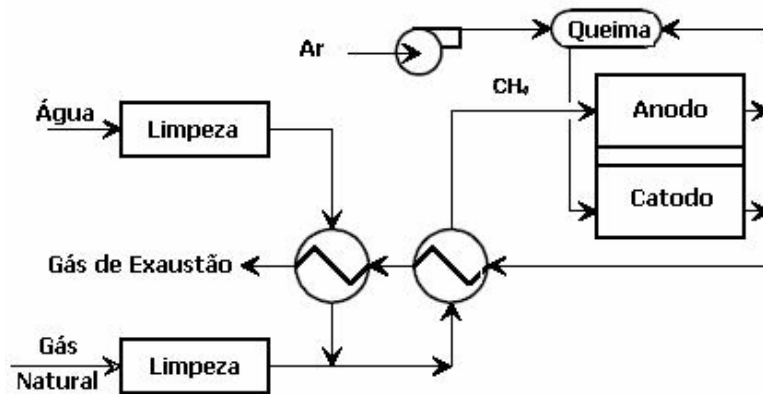 Queima
Ar
CH₄
Água
Limpeza
Anodo
Catodo
Gás de Exaustão
Gás
Natural
Limpeza